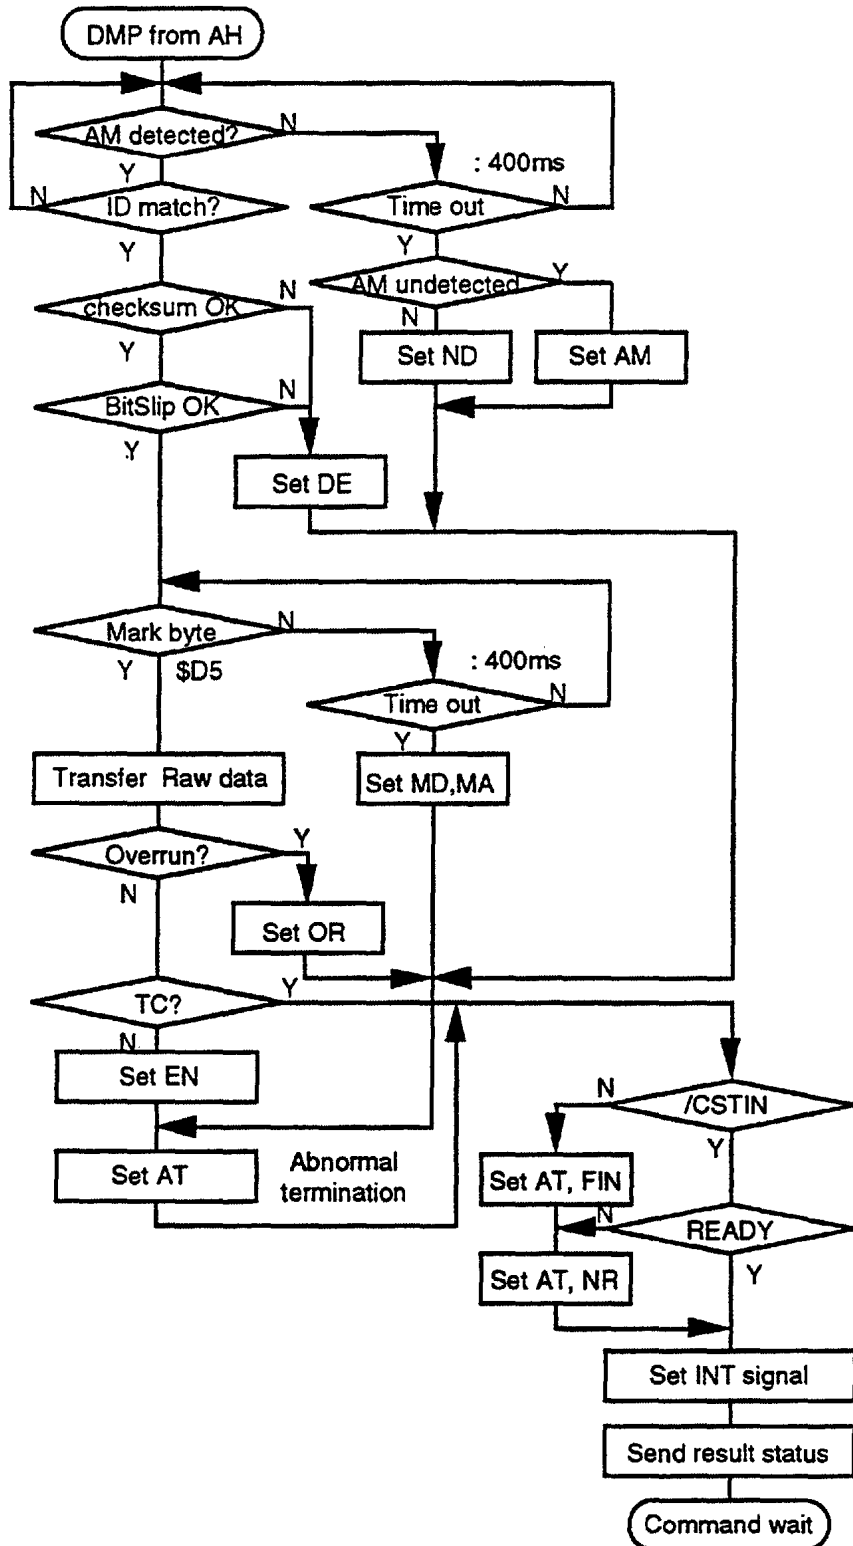 DMP from AH
AM detected?
N
Y
: 400ms
N
ID match?
Time out
N
Y
Y
AM undetected
Y
checksum OK
N
N
Y
Set ND
Set AM
BitSlip OK
N
Y
Set DE
Mark byte
N
Y
$D5
: 400ms
Time out
N
Y
Transfer Raw data
Set MD,MA
Overrun?
Y
N
Set OR
TC?
Y
N
Set EN
N
/CSTIN
Y
Set AT
Abnormal
termination
Set AT, FIN
N
READY
Y
Set AT, NR
Set INT signal
Send result status
Command wait